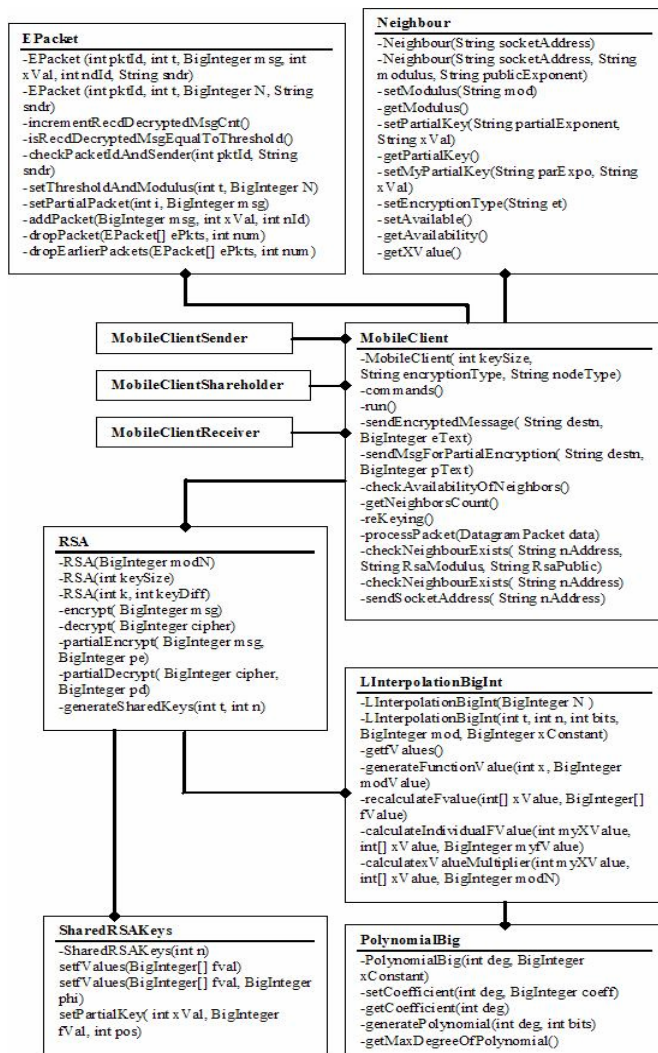 EPacket
-EPacket (int pktId, int t, BigInteger msg, int
xVal, int ndId, String sndr)
-EPacket (int pktId, int t, BigInteger N, String
sndr)
-incrementRecdDecryptedMsgCnt()
-isRecdDecryptedMsgEqualToThreshold()
-checkPacketIdAndSender(int pktId, String
sndr)
-setThresholdAndModulus(int t, BigInteger N)
-setPartialPacket(int i, BigInteger msg)
-addPacket(BigInteger msg, int xVal, int nId)
-dropPacket(EPacket[] ePkts, int num)
-dropEarlierPackets(EPacket[] ePkts, int num )
Neighbour
-Neighbour(String socketAddress)
-Neighbour(String socketAddress, String
modulus, String publicExponent)
-setModulus(String mod)
-getModulus()
-setPartialKey(String partialExponent,
String xVal)
-getPartialKey()
-setMyPartialKey(String parExpo, String
xVal)
-setEncryptionType(String et)
-setAvailable()
-getAvailability()
-getXValue()
MobileClientSender
MobileClientShareholder
MobileClientReceiver
MobileClient
-MobileClient( int keySize,
String encryptionType, String nodeType)
-commands()
-run()
-sendEncryptedMessage( String destn,
BigInteger eText)
-sendMsgForPartialEncryption( String destn,
BigInteger pText)
-checkAvailabilityOfNeighbors()
-getNeighborsCount()
-reKeying()
-processPacket(Datagram Packet data)
-checkNeighbourExists( String nAddress,
String RsaModulus, String RsaPublic)
-checkNeighbourExists( String nAddress)
-sendSocketAddress( String nAddress)
RSA
-RSA(BigInteger modN)
-RSA(int keySize)
-RSA(int k, int keyDiff)
-encrypt( BigInteger msg)
-decrypt( BigInteger cipher)
-partialEncrypt( BigInteger msg,
BigInteger pe)
-partialDecrypt( BigInteger cipher,
BigInteger pd)
-generateSharedKeys(int t, int n)
LInterpolationBigInt
-LInterpolationBigInt(BigInteger N )
-LInterpolationBigInt(int t, int n, int bits,
BigInteger mod, BigInteger xConstant)
-getfValues()
-generateFunctionValue(int x , BigInteger
modValue)
-recalculateFvalue(int[] xValue, BigInteger[]
fValue)
-calculateIndividualFValue(int myXValue,
int[] xValue, BigInteger myfValue)
-calculatexValueMultiplier(int myXValue,
int[] xValue, BigInteger modN)
SharedRSAKeys
-SharedRSAKeys(int n)
setfValues(BigInteger[] fval)
setfValues(BigInteger[] fval, BigInteger
phi)
setPartialKey( int xVal, BigInteger
fVal, int pos)
PolynomialBig
-PolynomialBig(int deg, BigInteger
xConstant)
-setCoefficient(int deg, BigInteger coeff)
-getCoefficient(int deg)
-generatePolynomial(int deg, int bits)
-getMaxDegreeOfPolynomial()